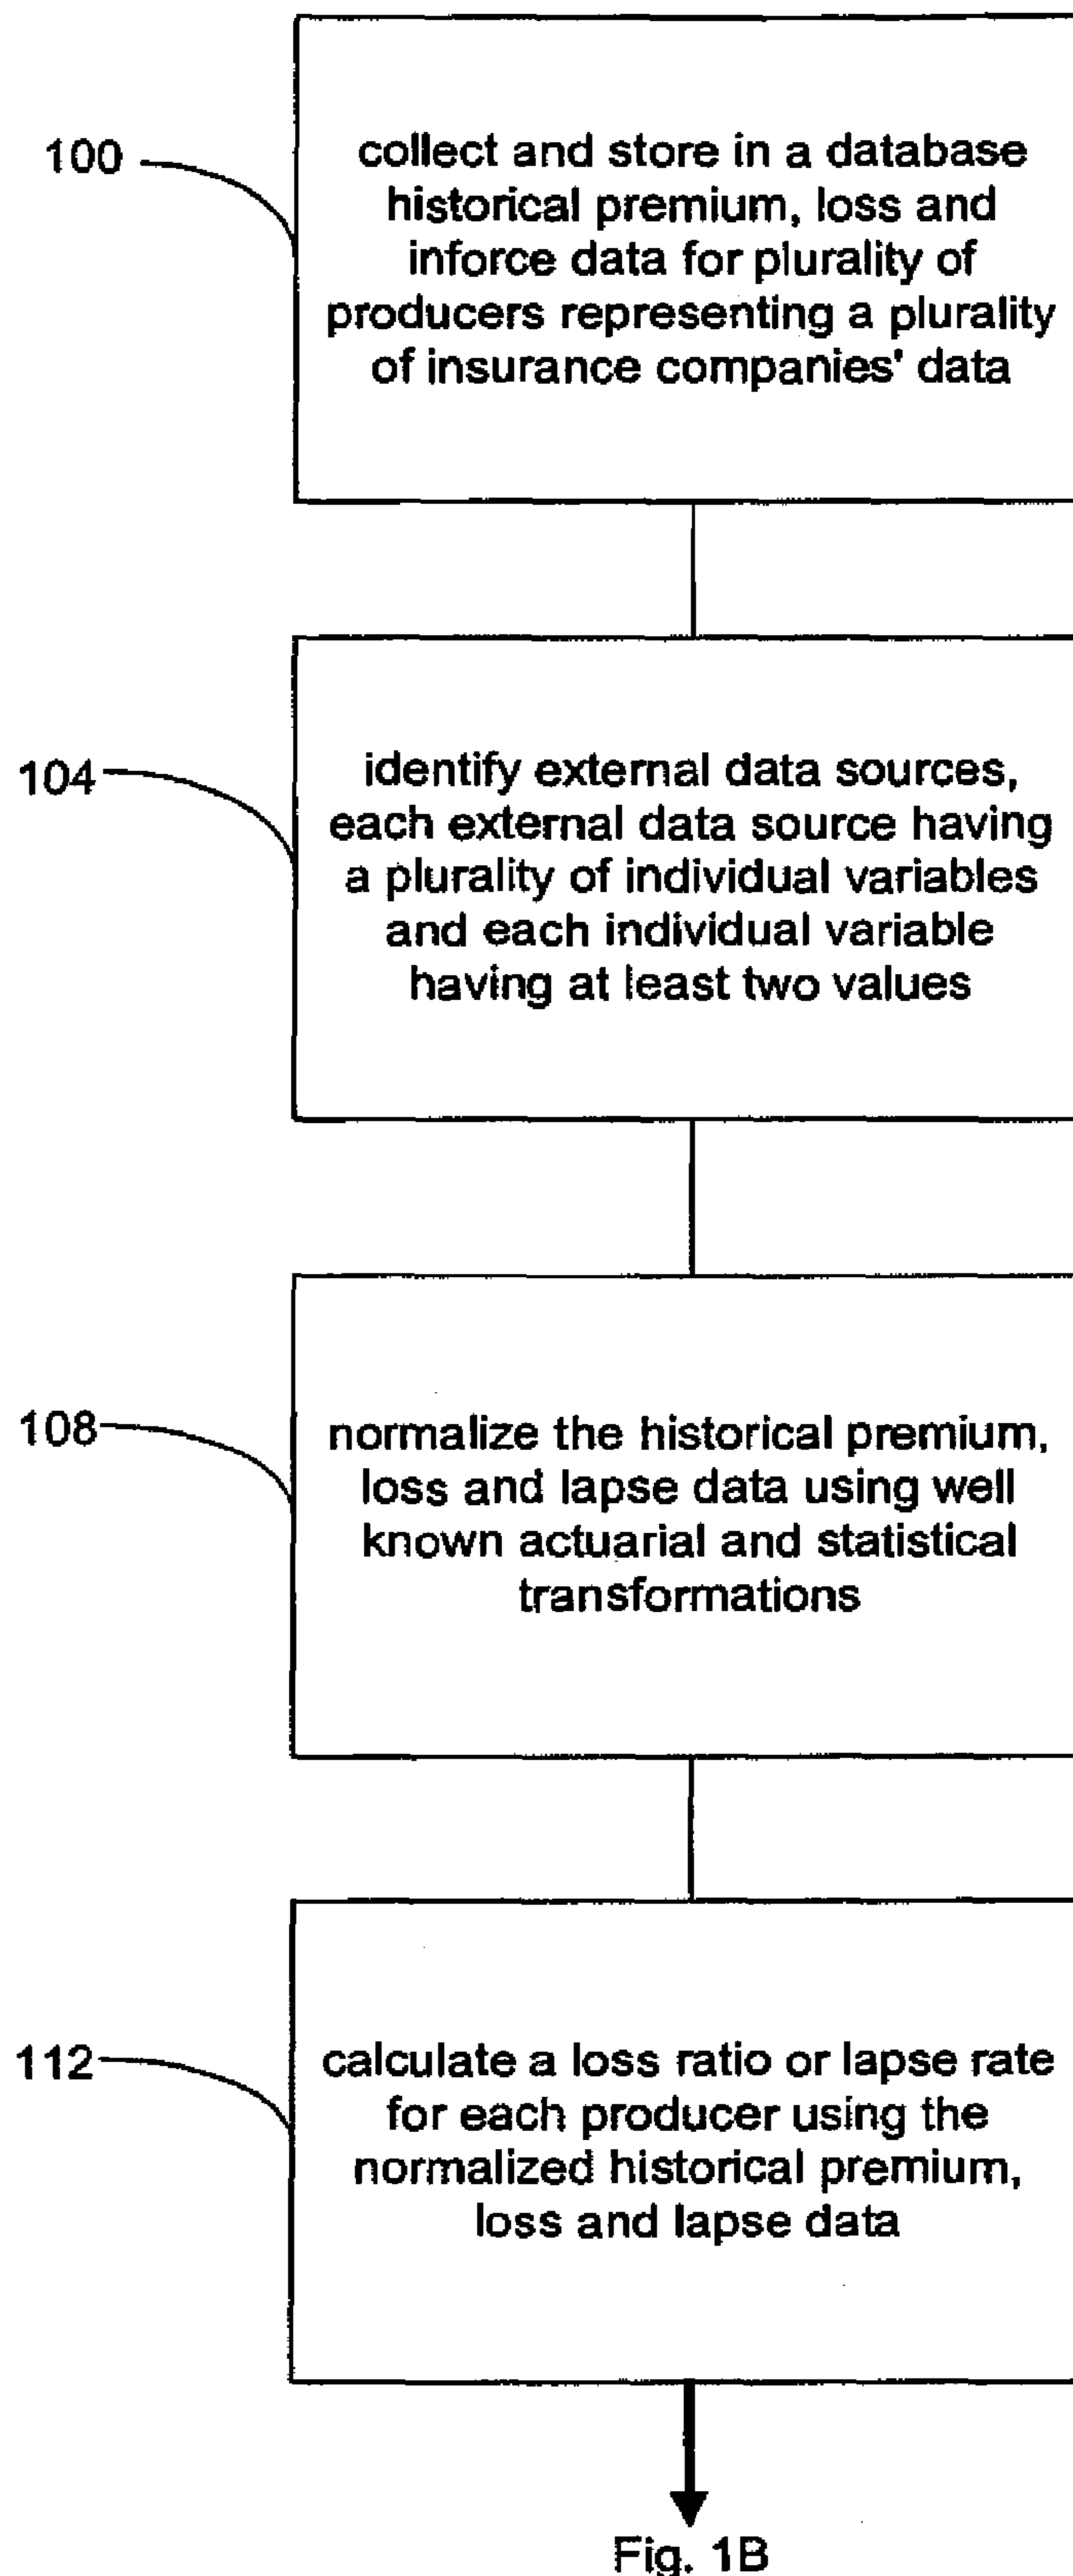 100
collect and store in a database
historical premium, loss and
inforce data for plurality of
producers representing a plurality
of insurance companies' data
104
identify external data sources,
each external data source having
a plurality of individual variables
and each individual variable
having at least two values
108
normalize the historical premium,
loss and lapse data using well
known actuarial and statistical
transformations
112
calculate a loss ratio or lapse rate
for each producer using the
normalized historical premium,
loss and lapse data
Fig. 1B